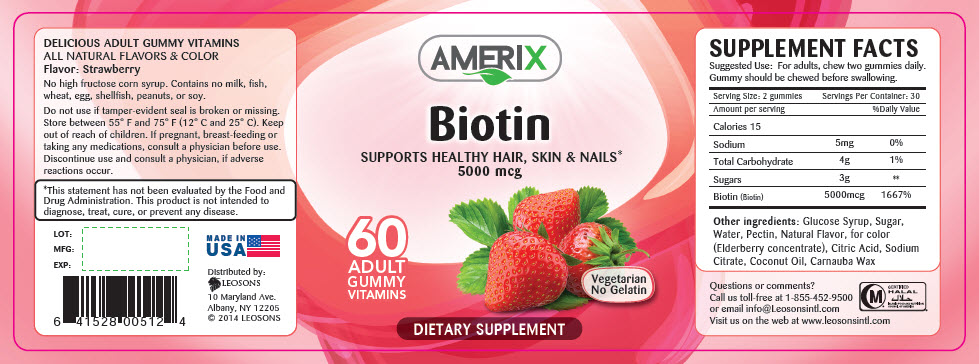 DELICIOUS ADULT GUMMY VITAMINS
ALL NATURAL FLAVORS & COLOR
Flavor: Strawberry
No high fructose corn syrup. Contains no milk, fish,
wheat, egg, shellfish, peanuts, or soy.
Do not use if tamper-evident seal is broken or missing.
Store between 55° F and 75° F (12° C and 25° C). Keep
out of reach of children. If pregnant, breast-feeding or
taking any medications, consult a physician before use.
Discontinue use and consult a physician, if adverse
reactions occur.
*This statement has not been evaluated by the Food and
Drug Administration. This product is not intended to
diagnose, treat, cure, or prevent any disease.
LOT:
MFG:
EXP:
6 41528 00512 4
MADE IN
USA
Distributed by:
LEOSONS
10 Maryland Ave.
Albany, NY 12205
© 2014 LEOSONS
AMERIX
Biotin
SUPPORTS HEALTHY HAIR, SKIN & NAILS*
5000 mcg
60
ADULT
GUMMY
VITAMINS
Vegetarian
No Gelatin
DIETARY SUPPLEMENT
SUPPLEMENT FACTS
Suggested Use: For adults, chew two gummies daily.
Gummy should be chewed before swallowing.
Serving Size: 2 gummies Servings Per Container: 30
Amount per serving %Daily Value
Calories 15
Sodium 5mg 0%
Total Carbohydrate 4g 1%
Sugars 3g **
Biotin (Biotin) 5000mcg 1667%
Other ingredients: Glucose Syrup, Sugar,
Water, Pectin, Natural Flavor, for color
(Elderberry concentrate), Citric Acid, Sodium
Citrate, Coconut Oil, Carnauba Wax
Questions or comments?
Call us toll-free at 1-855-452-9500
or email info@Leosonsintl.com
Visit us on the web at www.leosonsintl.com
M
CERTIFIED
HALAL